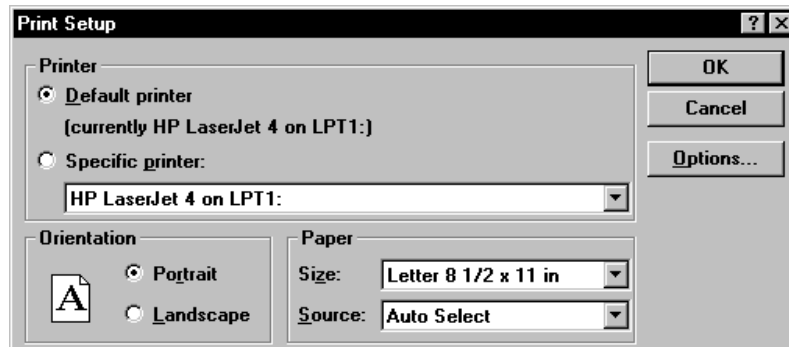 Print Setup
Printer
Default printer
(currently HP LaserJet 4 on LPT1:)
Specific printer:
HP LaserJet 4 on LPT1:
OK
Cancel
Options...
Orientation
A
Portrait
Landscape
Paper
Size: Letter 8 1/2 x 11 in
Source: Auto Select